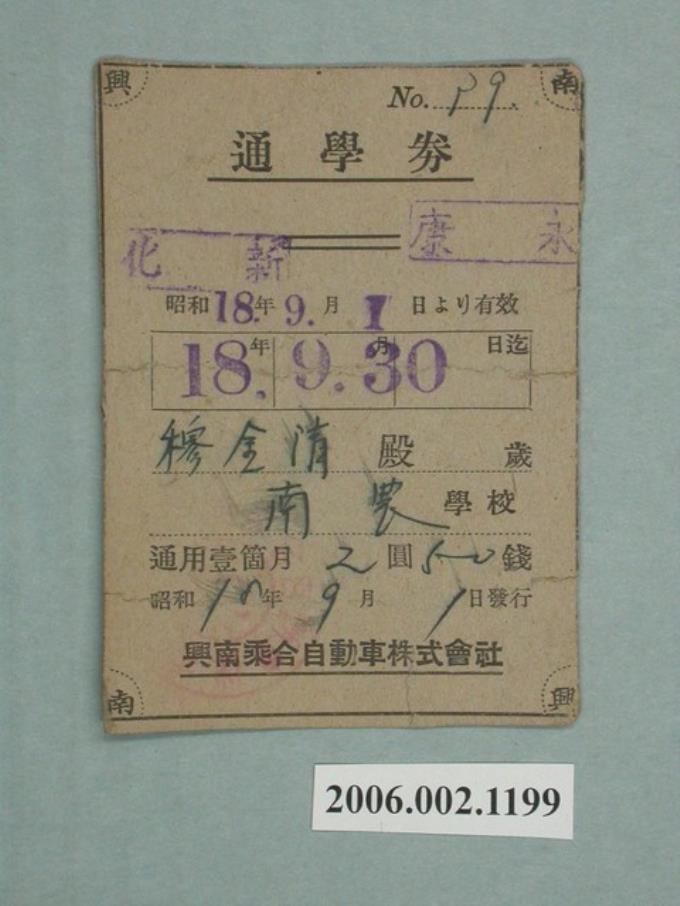 興 南
No. 59.
通學券
新化 永康
昭和18.年9.月1日より有效
18.年9.月30日迄
穆金清殿 歲
南農學校
通用壹箇月 2圓50錢
昭和18年9月1日發行
興南乘合自動車株式會社
南 興
2006.002.1199